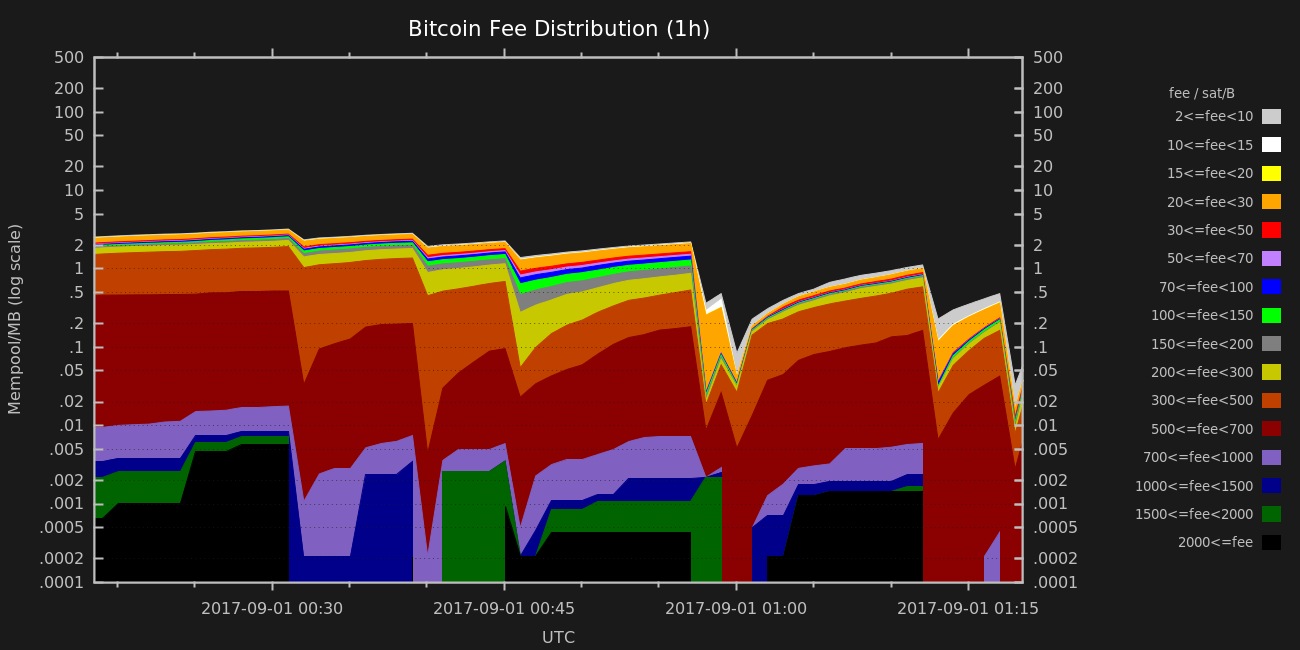 Bitcoin Fee Distribution (1h)
Mempool/MB (log scale)
500
200
100
50
20
10
5
2
1
.5
.2
.1
.05
.02
.01
.005
.002
.001
.0005
.0002
.0001
500
200
100
50
20
10
5
2
1
.5
.2
.1
.05
.02
.01
.005
.002
.001
.0005
.0002
.0001
2017-09-01 00:30
2017-09-01 00:45
2017-09-01 01:00
2017-09-01 01:15
UTC
fee / sat/B
2<=fee<10
10<=fee<15
15<=fee<20
20<=fee<30
30<=fee<50
50<=fee<70
70<=fee<100
100<=fee<150
150<=fee<200
200<=fee<300
300<=fee<500
500<=fee<700
700<=fee<1000
1000<=fee<1500
1500<=fee<2000
2000<=fee